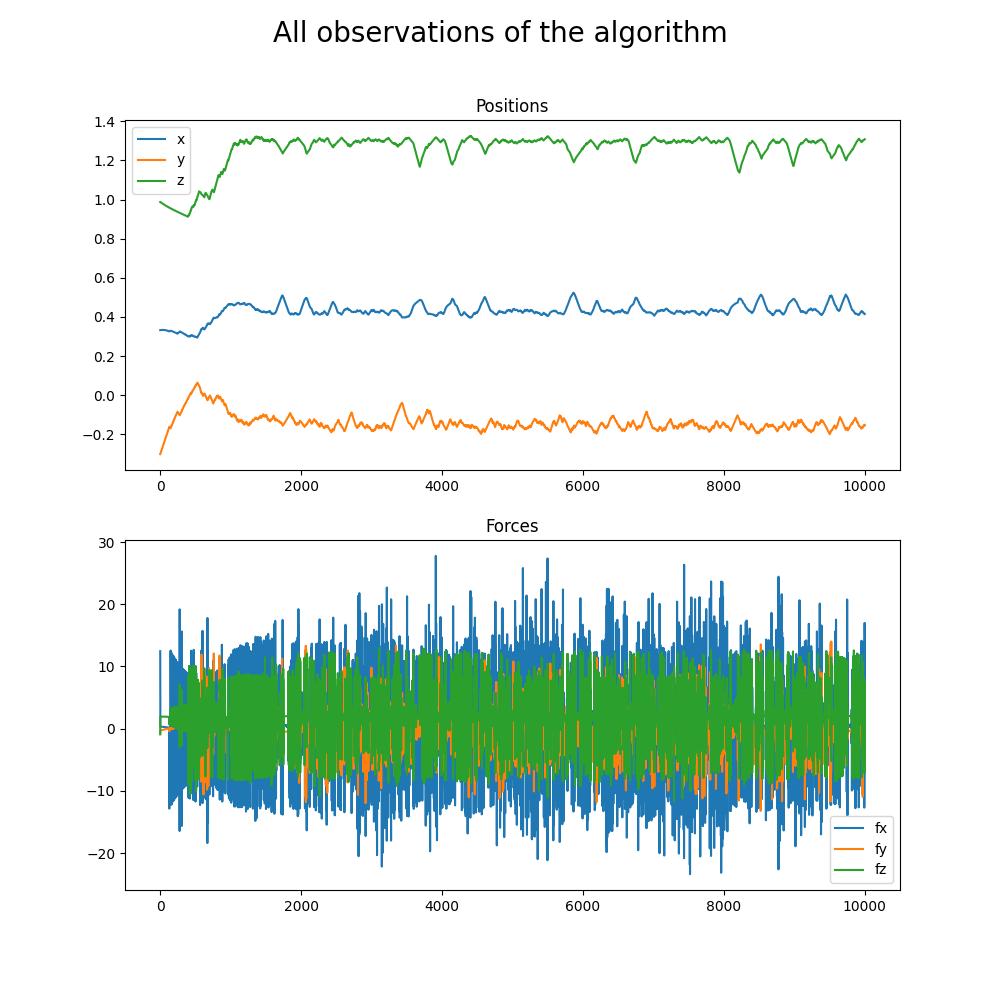 All observations of the algorithm
Positions
x
y
z
1.4
1.2
1.0
0.8
0.6
0.4
0.2
0.0
−0.2
0 2000 4000 6000 8000 10000
Forces
30
20
10
0
−10
−20
fx
fy
fz
0 2000 4000 6000 8000 10000